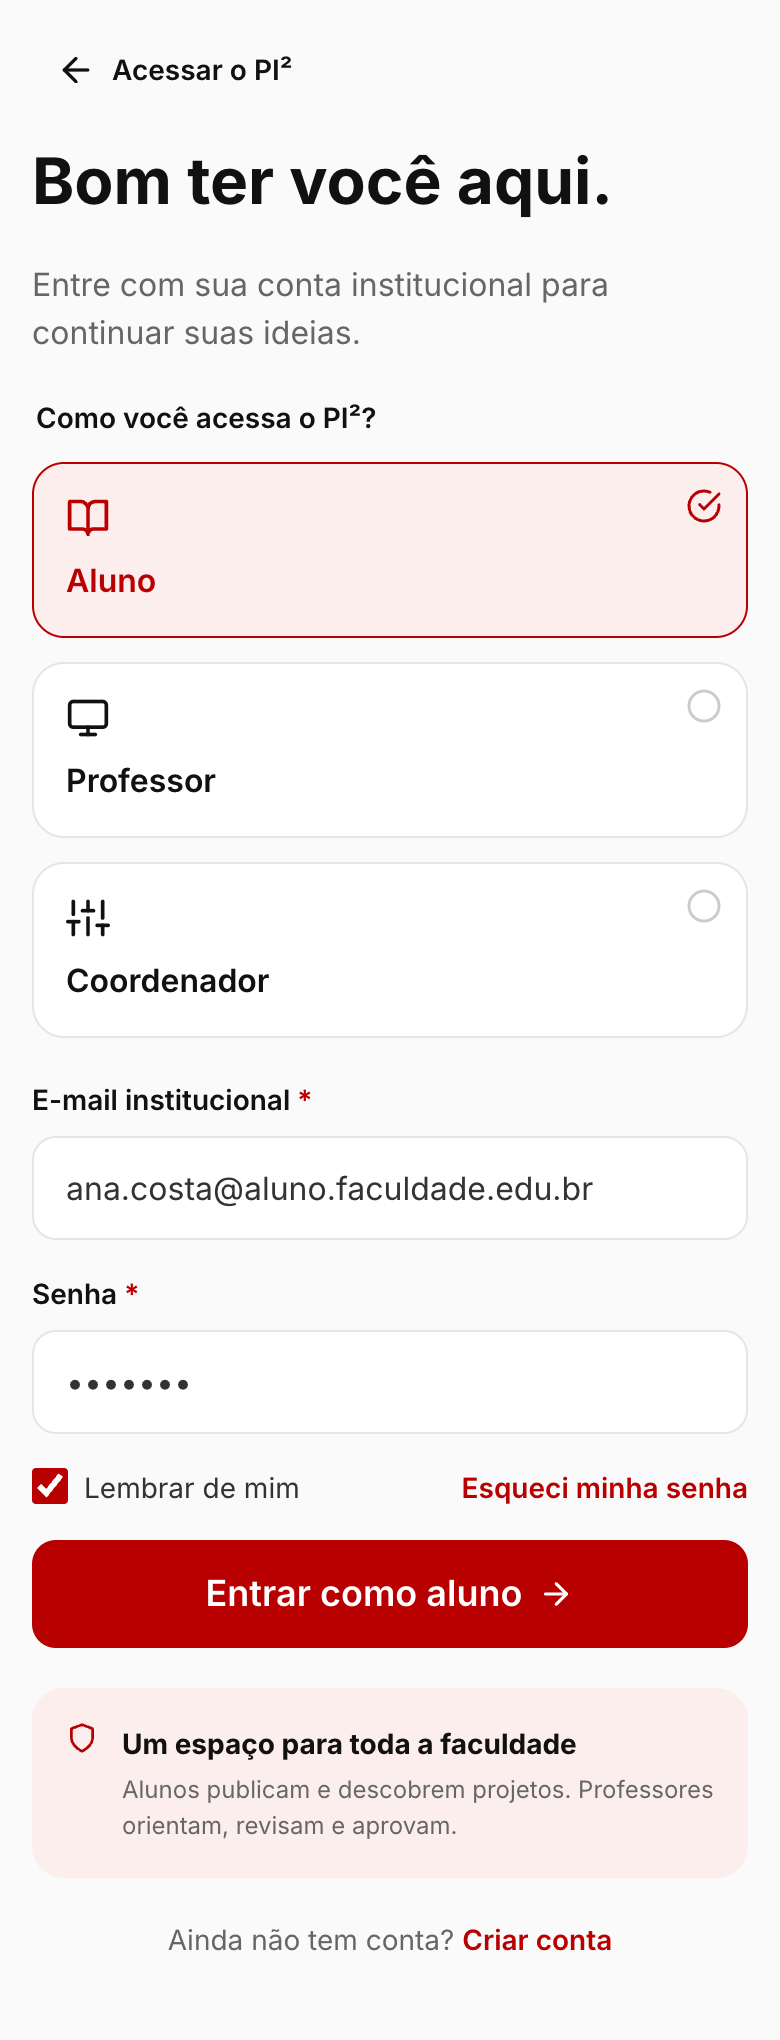 Acessar o PI²
Bom ter você aqui.
Entre com sua conta institucional para
continuar suas ideias.
Como você acessa o PI²?
Aluno
Professor
Coordenador
E-mail institucional *
ana.costa@aluno.faculdade.edu.br
Senha *
•••••••
Lembrar de mim
Esqueci minha senha
Entrar como aluno →
Um espaço para toda a faculdade
Alunos publicam e descobrem projetos. Professores
orientam, revisam e aprovam.
Ainda não tem conta? Criar conta